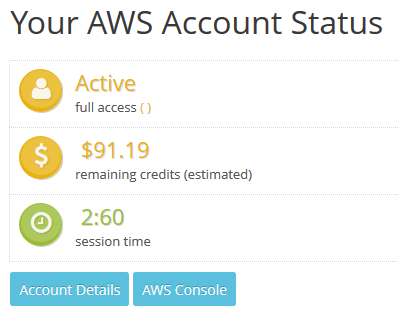 Your AWS Account Status
Active
full access ( )
$
$91.19
remaining credits (estimated)
2:60
session time
Account Details AWS Console